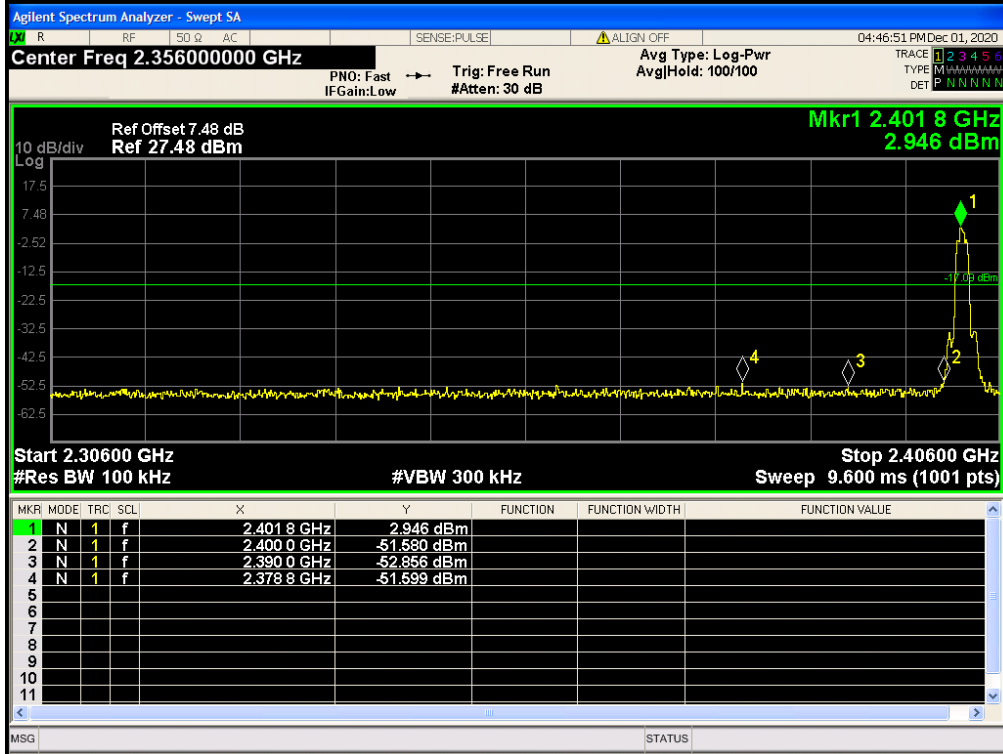 Agilent Spectrum Analyzer - Swept SA
LXI R RF 50 Ω AC SENSE:PULSE ALIGN OFF 04:46:51 PM Dec 01, 2020
Center Freq 2.356000000 GHz
PNO: Fast
IFGain:Low
Trig: Free Run
#Atten: 30 dB
Avg Type: Log-Pwr
Avg|Hold: 100/100
TRACE 1 2 3 4 5 6
TYPE M
DET P N N N N N
Mkr1 2.401 8 GHz
2.946 dBm
10 dB/div
Log
Ref Offset 7.48 dB
Ref 27.48 dBm
17.5
7.48
-2.52
-12.5
-22.5
-32.5
-42.5
-52.5
-62.5
1
-17.09 dBm
4
3
2
Start 2.30600 GHz Stop 2.40600 GHz
#Res BW 100 kHz #VBW 300 kHz Sweep 9.600 ms (1001 pts)
MKR MODE TRC SCL X Y FUNCTION FUNCTION WIDTH FUNCTION VALUE
1 N 1 f 2.401 8 GHz 2.946 dBm
2 N 1 f 2.400 0 GHz -51.580 dBm
3 N 1 f 2.390 0 GHz -52.856 dBm
4 N 1 f 2.378 8 GHz -51.599 dBm
5
6
7
8
9
10
11
MSG STATUS